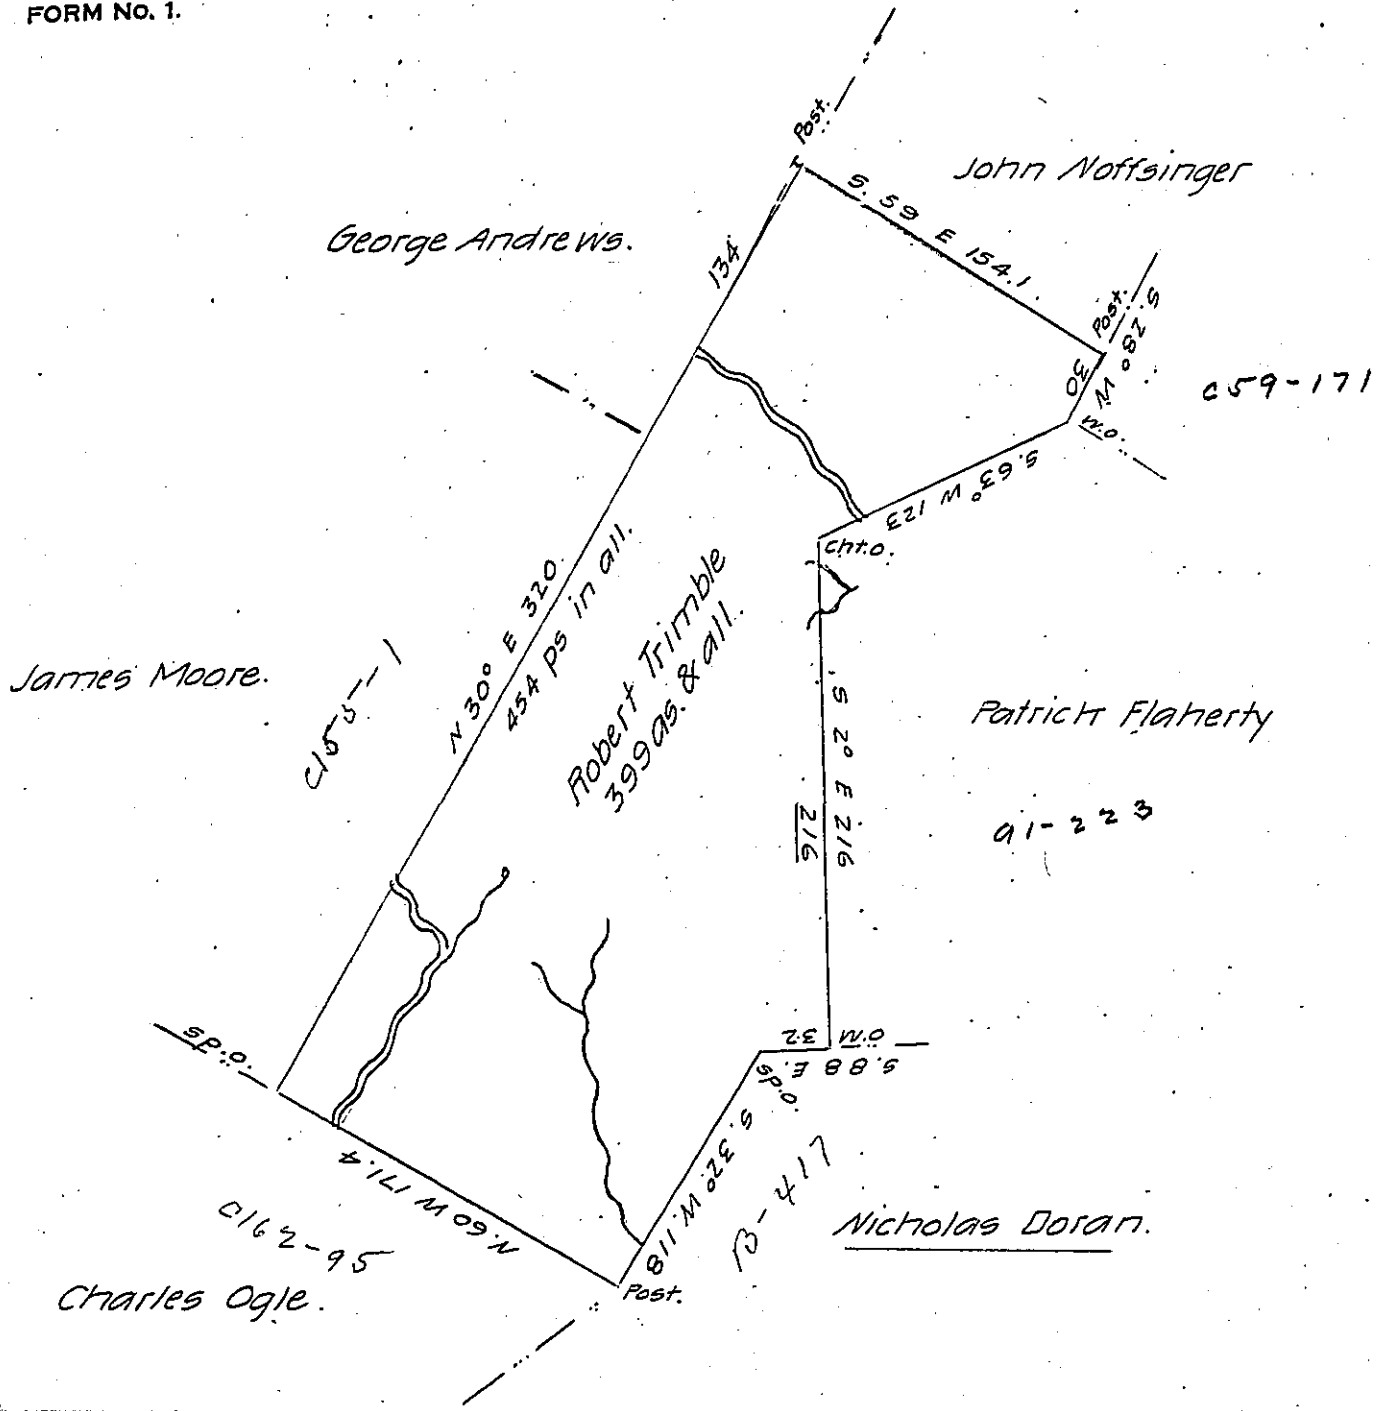 FORM NO. 1.
Post.
John Noffsinger
S. 59 E 154.1.
George Andrews.
134
Post.
S. 28° W
30
C59-171
W.O.
S. 63° W 123
Cht.o.
N 30° E 320.
454 ps in all.
Robert Trimble
399 as. & all.
James Moore.
C155-1
S 2° E 216
216
Patrick Flaherty
A1-223
Sp.o.
32
W.O
S. 88 E.
Sp.o.
S. 32° W. 118
B-417
Nicholas Doran.
N. 60 W 171.4
C162-95
Charles Ogle.
Post.